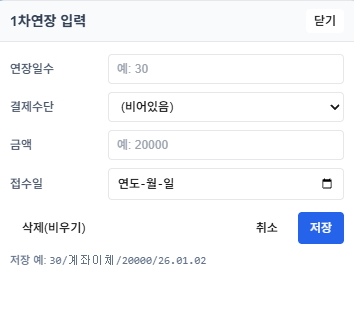 1차연장 입력 닫기
연장일수 예: 30
결제수단 (비어있음)
금액 예: 20000
접수일 연도-월-일
삭제(비우기) 취소 저장
저장 예: 30/계좌이체/20000/26.01.02